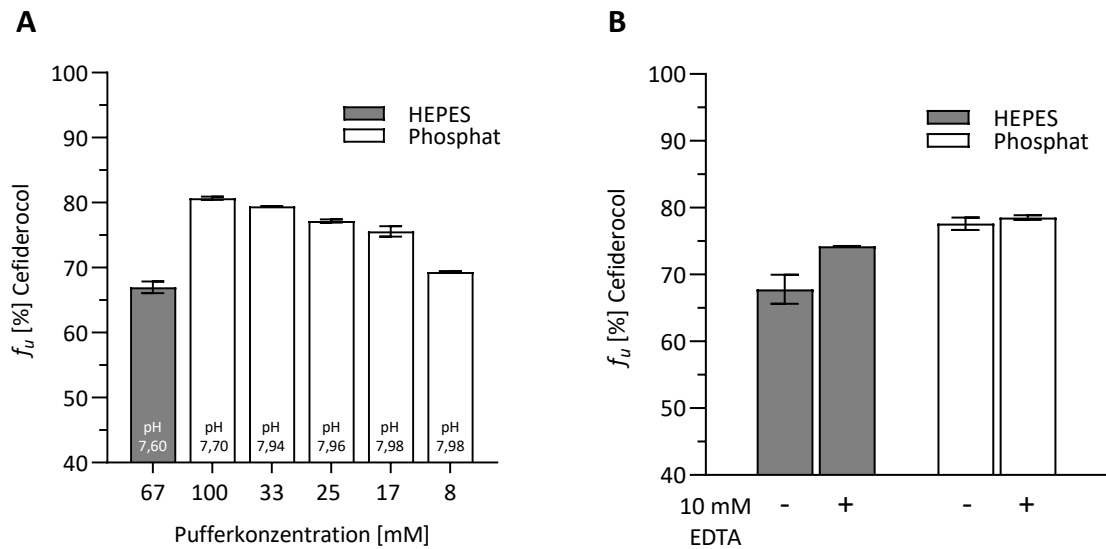 A
100
90
80
70
60
50
40
fu [%] Cefiderocol
HEPES
Phosphat
pH
7,60
pH
7,70
pH
7,94
pH
7,96
pH
7,98
pH
7,98
67 100 33 25 17 8
Pufferkonzentration [mM]
B
100
90
80
70
60
50
40
fu [%] Cefiderocol
HEPES
Phosphat
10 mM - + - +
EDTA